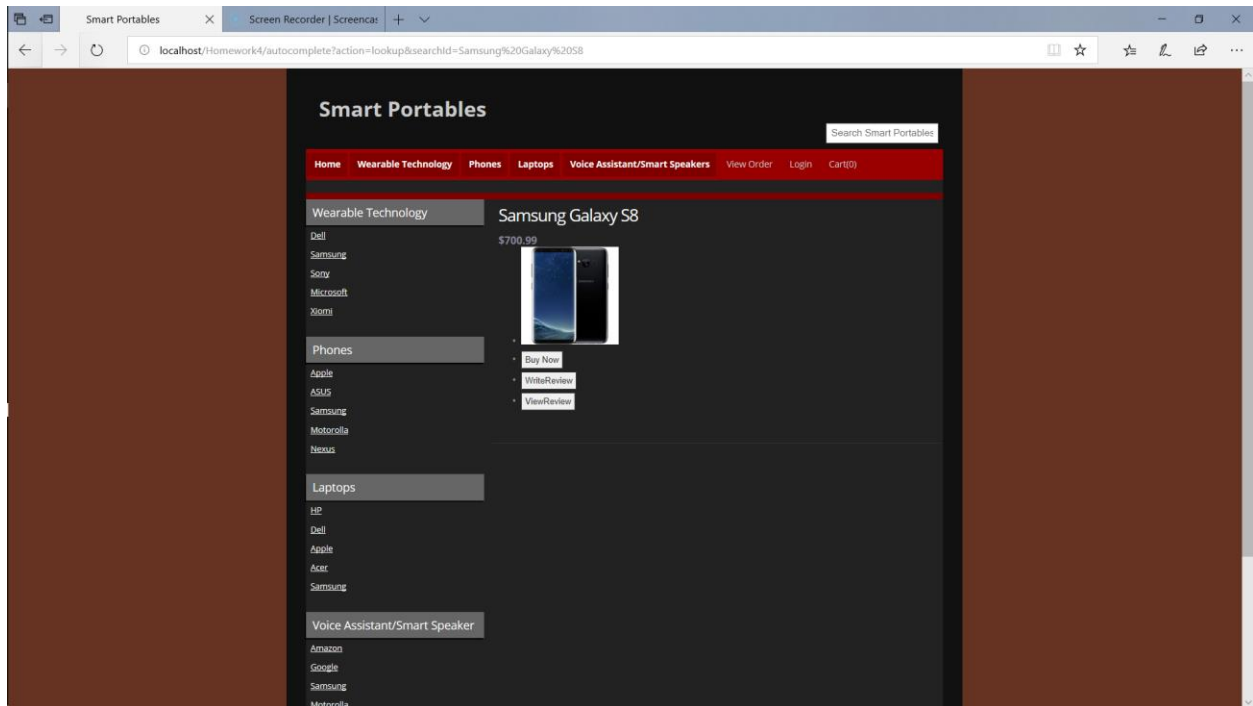 Smart Portables
Screen Recorder | Screencas
localhost/Homework4/autocomplete?action=lookup&searchId=Samsung%20Galaxy%20S8
Smart Portables
Search Smart Portables
Home Wearable Technology Phones Laptops Voice Assistant/Smart Speakers View Order Login Cart(0)
Wearable Technology
Dell
Samsung
Sony
Microsoft
Xiomi
Phones
Apple
ASUS
Samsung
Motorolla
Nexus
Laptops
HP
Dell
Apple
Acer
Samsung
Voice Assistant/Smart Speaker
Amazon
Google
Samsung
Motorolla
Samsung Galaxy S8
$700.99
Buy Now
WriteReview
ViewReview